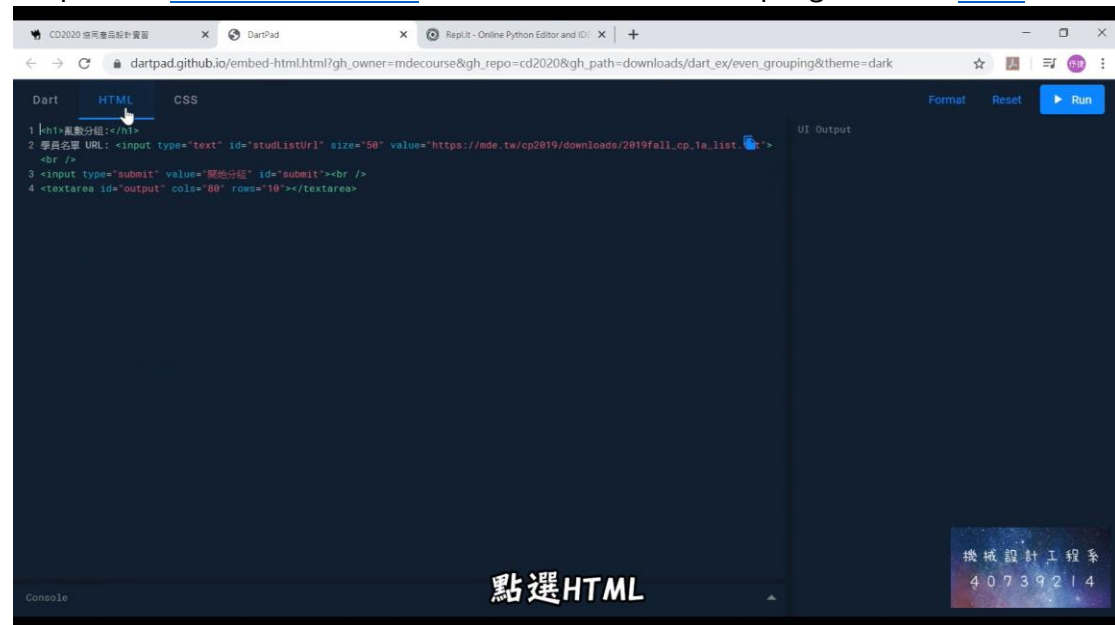 CD2020 協同產品設計實習
DartPad
Repl.it - Online Python Editor and IDE
dartpad.github.io/embed-html.html?gh_owner=mdecourse&gh_repo=cd2020&gh_path=downloads/dart_ex/even_grouping&theme=dark
Dart HTML CSS Format Reset Run
1 <h1>亂數分組:</h1>
2 學員名單 URL: <input type="text" id="studListUrl" size="50" value="https://mde.tw/cp2019/downloads/2019fall_cp_1a_list.
<br />
3 <input type="submit" value="開始分組" id="submit"><br />
4 <textarea id="output" cols="80" rows="10"></textarea>
UI Output
機械設計工程系
40739214
點選HTML
Console